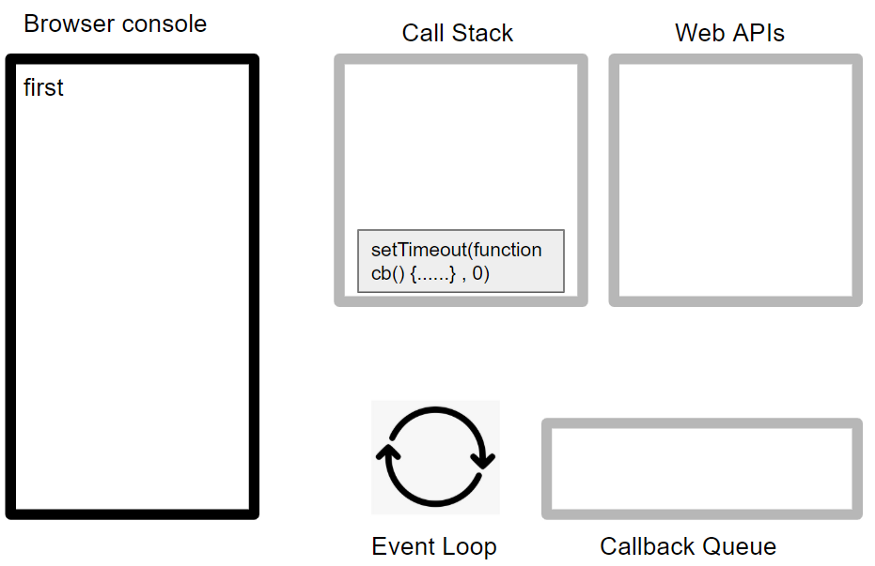 Browser console
Call Stack
Web APIs
first
setTimeout(function
cb() {......} , 0)
Event Loop
Callback Queue